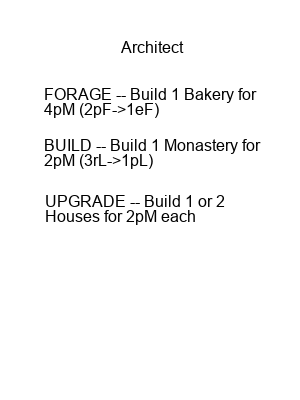 Architect
FORAGE -- Build 1 Bakery for
4pM (2pF->1eF)
BUILD -- Build 1 Monastery for
2pM (3rL->1pL)
UPGRADE -- Build 1 or 2
Houses for 2pM each